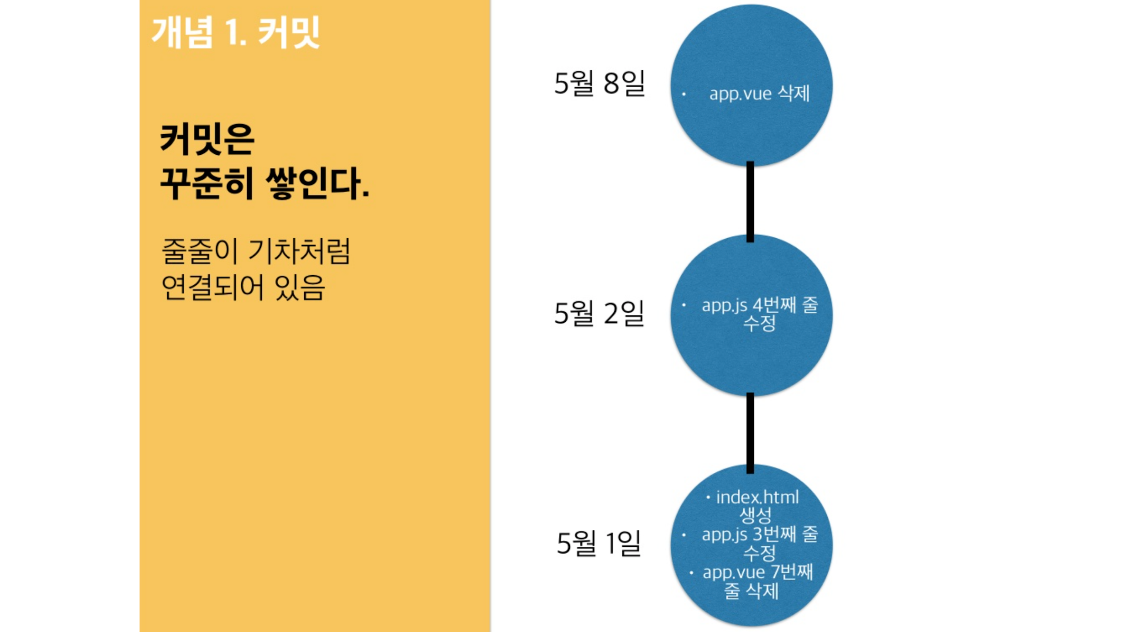 개념 1. 커밋
커밋은
꾸준히 쌓인다.
줄줄이 기차처럼
연결되어 있음
5월 8일
• app.vue 삭제
5월 2일
• app.js 4번째 줄
수정
5월 1일
• index.html
생성
• app.js 3번째 줄
수정
• app.vue 7번째
줄 삭제